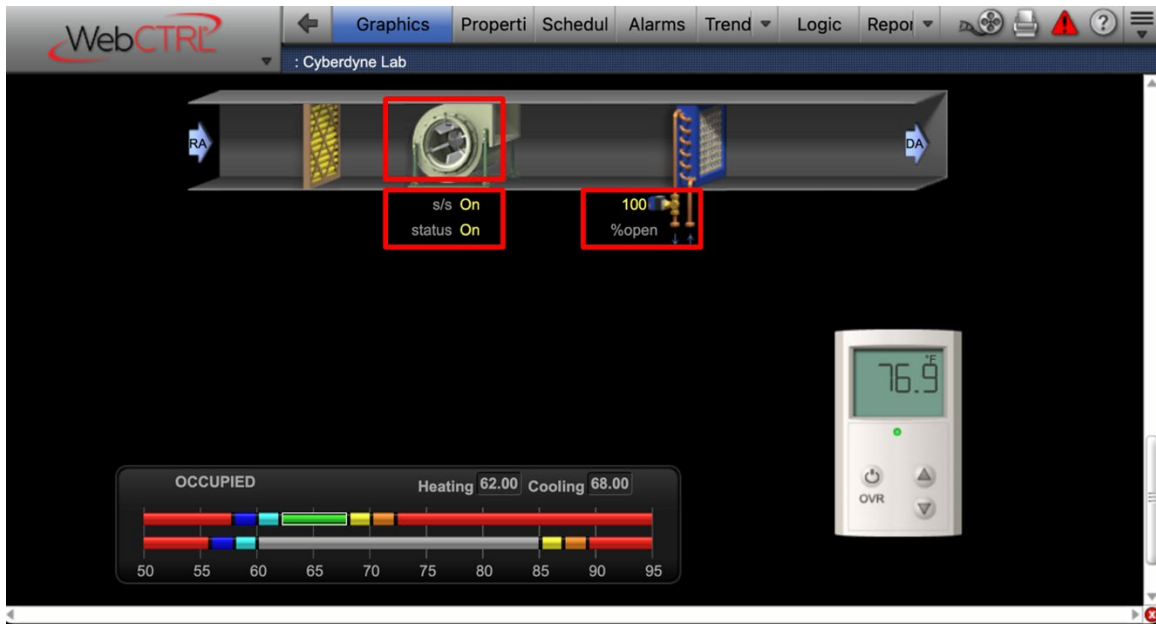 WebCTRL
Graphics Properti Schedul Alarms Trend Logic Repor
: Cyberdyne Lab
RA
DA
s/s On
status On
100
%open
76.9 °F
OVR
OCCUPIED
Heating 62.00 Cooling 68.00
50 55 60 65 70 75 80 85 90 95